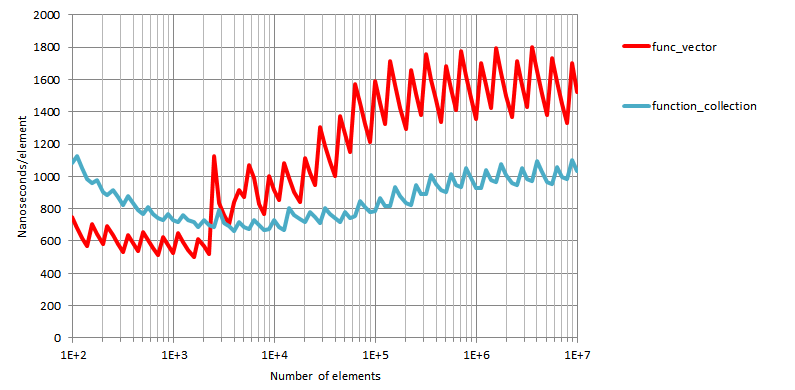 2000
1800
1600
1400
1200
1000
800
600
400
200
0
Nanoseconds/element
1E+2 1E+3 1E+4 1E+5 1E+6 1E+7
Number of elements
func_vector
function_collection